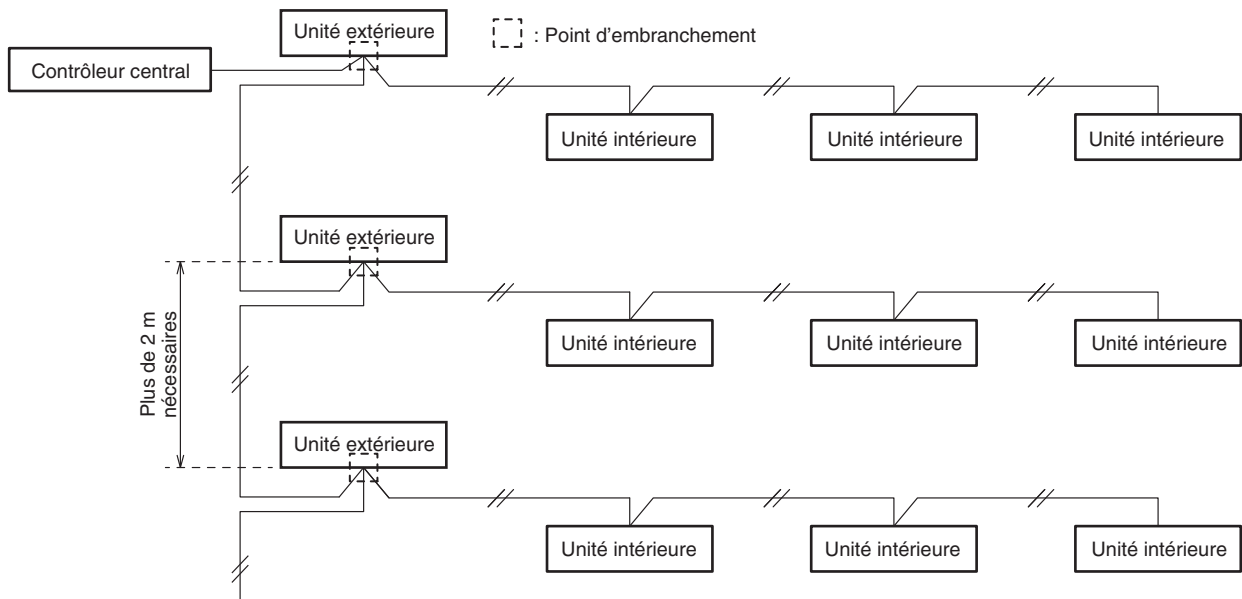 Unité extérieure
: Point d'embranchement
Contrôleur central
Unité intérieure
Unité intérieure
Unité intérieure
Unité extérieure
Plus de 2 m
nécessaires
Unité intérieure
Unité intérieure
Unité intérieure
Unité extérieure
Unité intérieure
Unité intérieure
Unité intérieure